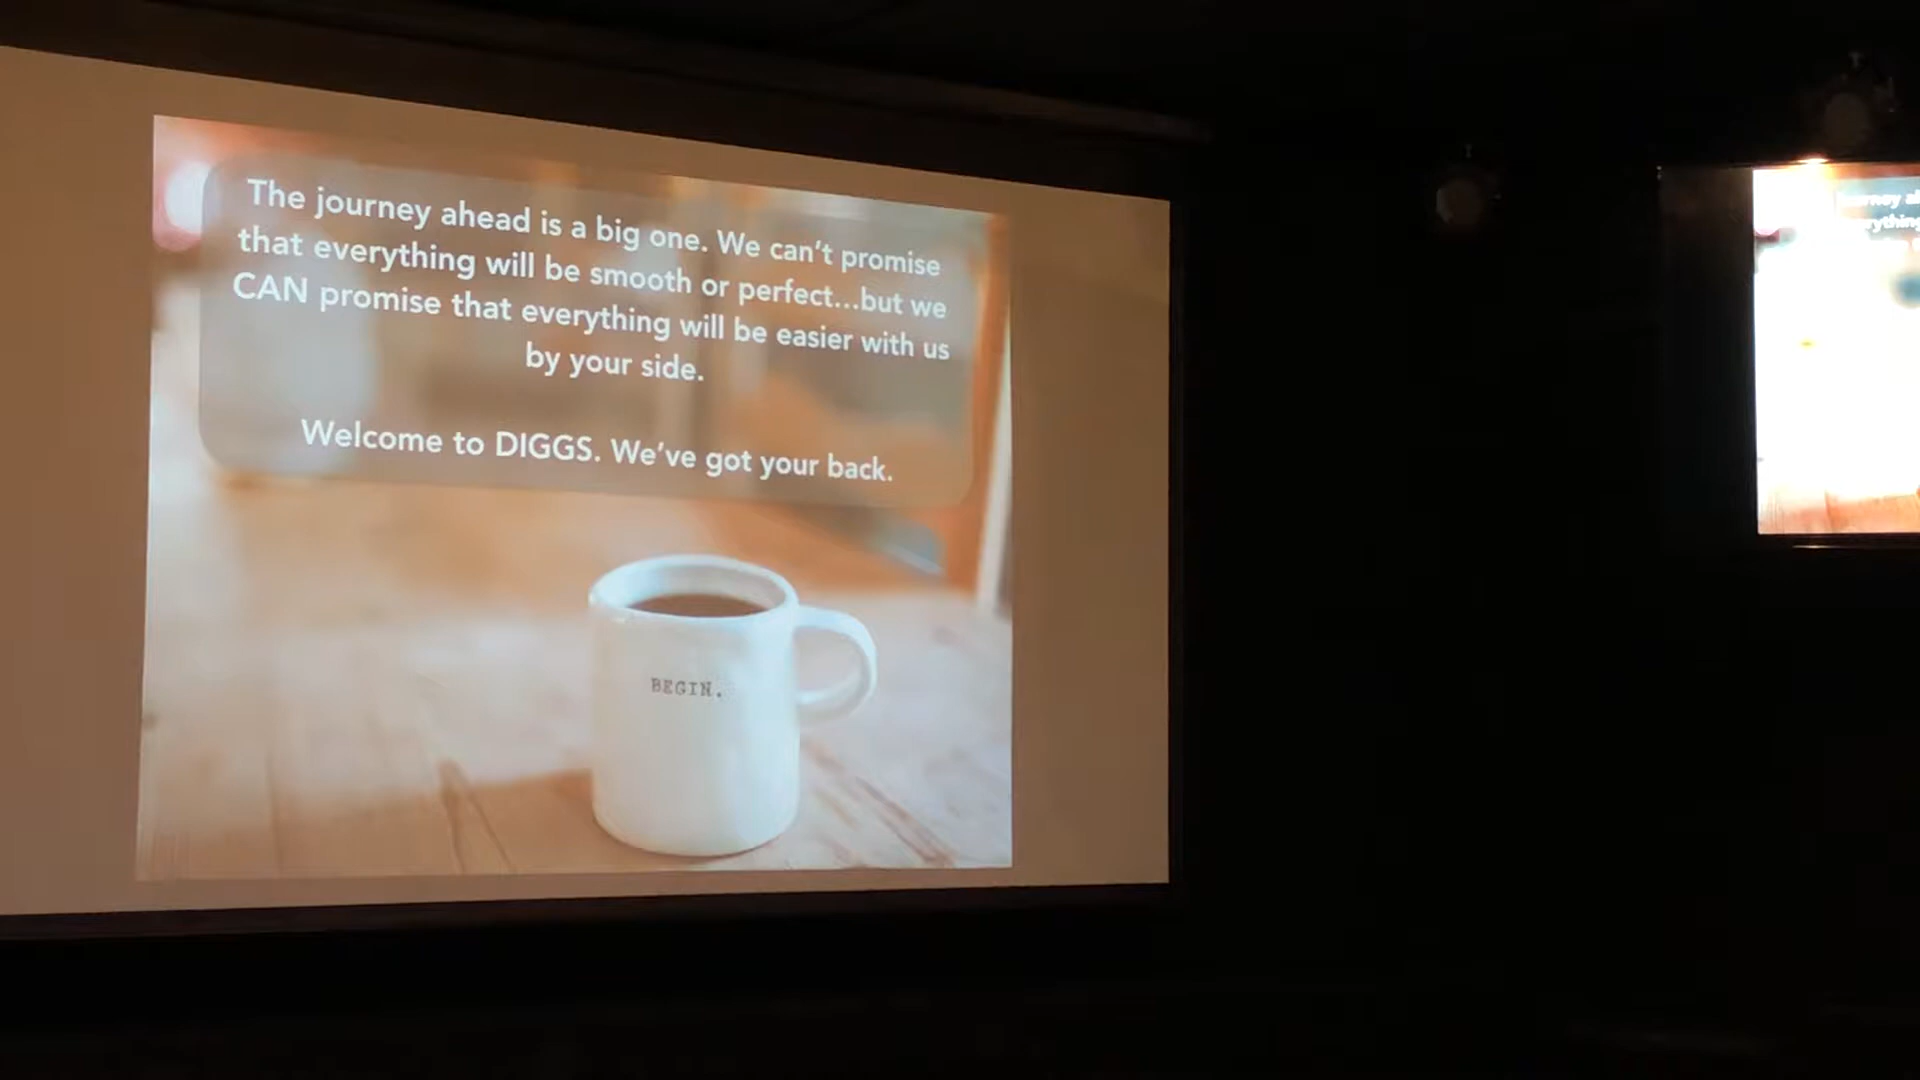 The journey ahead is a big one. We can't promise
that everything will be smooth or perfect...but we
CAN promise that everything will be easier with us
by your side.
Welcome to DIGGS. We've got your back.
BEGIN.